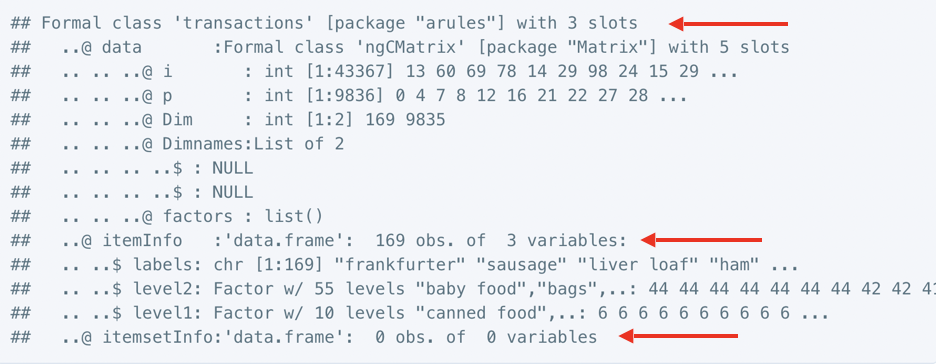 ## Formal class 'transactions' [package "arules"] with 3 slots
##   ..@ data       :Formal class 'ngCMatrix' [package "Matrix"] with 5 slots
##   .. .. ..@ i       : int [1:43367] 13 60 69 78 14 29 98 24 15 29 ...
##   .. .. ..@ p       : int [1:9836] 0 4 7 8 12 16 21 22 27 28 ...
##   .. .. ..@ Dim     : int [1:2] 169 9835
##   .. .. ..@ Dimnames:List of 2
##   .. .. .. ..$ : NULL
##   .. .. .. ..$ : NULL
##   .. .. ..@ factors : list()
##   ..@ itemInfo   :'data.frame':  169 obs. of  3 variables:
##   .. ..$ labels: chr [1:169] "frankfurter" "sausage" "liver loaf" "ham" ...
##   .. ..$ level2: Factor w/ 55 levels "baby food","bags",..: 44 44 44 44 44 44 44 42 42 41
##   .. ..$ level1: Factor w/ 10 levels "canned food",..: 6 6 6 6 6 6 6 6 6 6 ...
##   ..@ itemsetInfo:'data.frame':  0 obs. of  0 variables